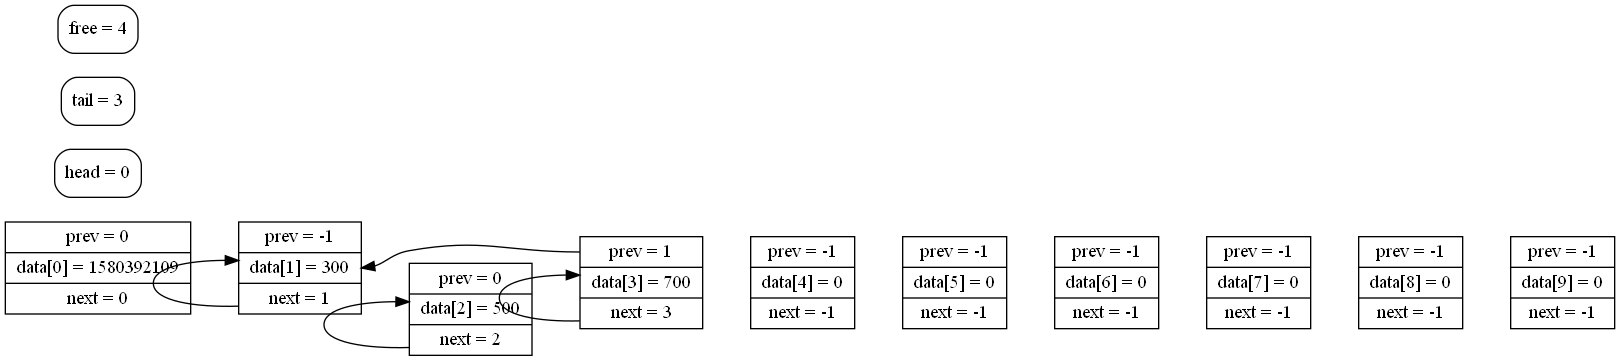 free = 4
tail = 3
head = 0
prev = 0
data[0] = 1580392109
next = 0
prev = -1
data[1] = 300
next = 1
prev = 0
data[2] = 500
next = 2
prev = 1
data[3] = 700
next = 3
prev = -1
data[4] = 0
next = -1
prev = -1
data[5] = 0
next = -1
prev = -1
data[6] = 0
next = -1
prev = -1
data[7] = 0
next = -1
prev = -1
data[8] = 0
next = -1
prev = -1
data[9] = 0
next = -1